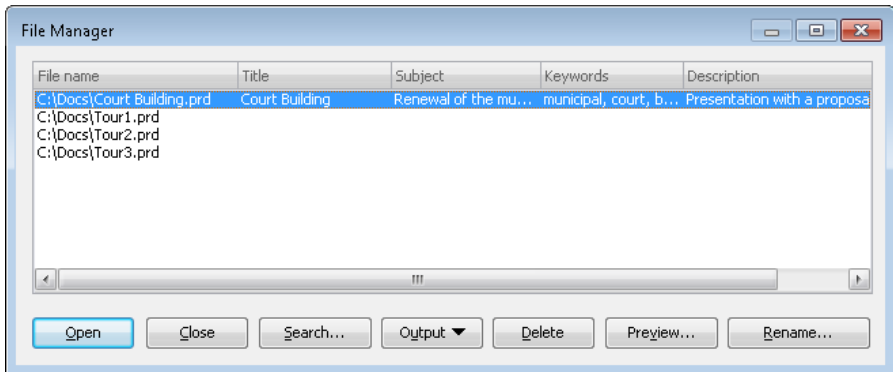 File Manager
File name Title Subject Keywords Description
C:\Docs\Court Building.prd Court Building Renewal of the mu... municipal, court, b... Presentation with a proposa
C:\Docs\Tour1.prd
C:\Docs\Tour2.prd
C:\Docs\Tour3.prd
Open Close Search... Output Delete Preview... Rename...